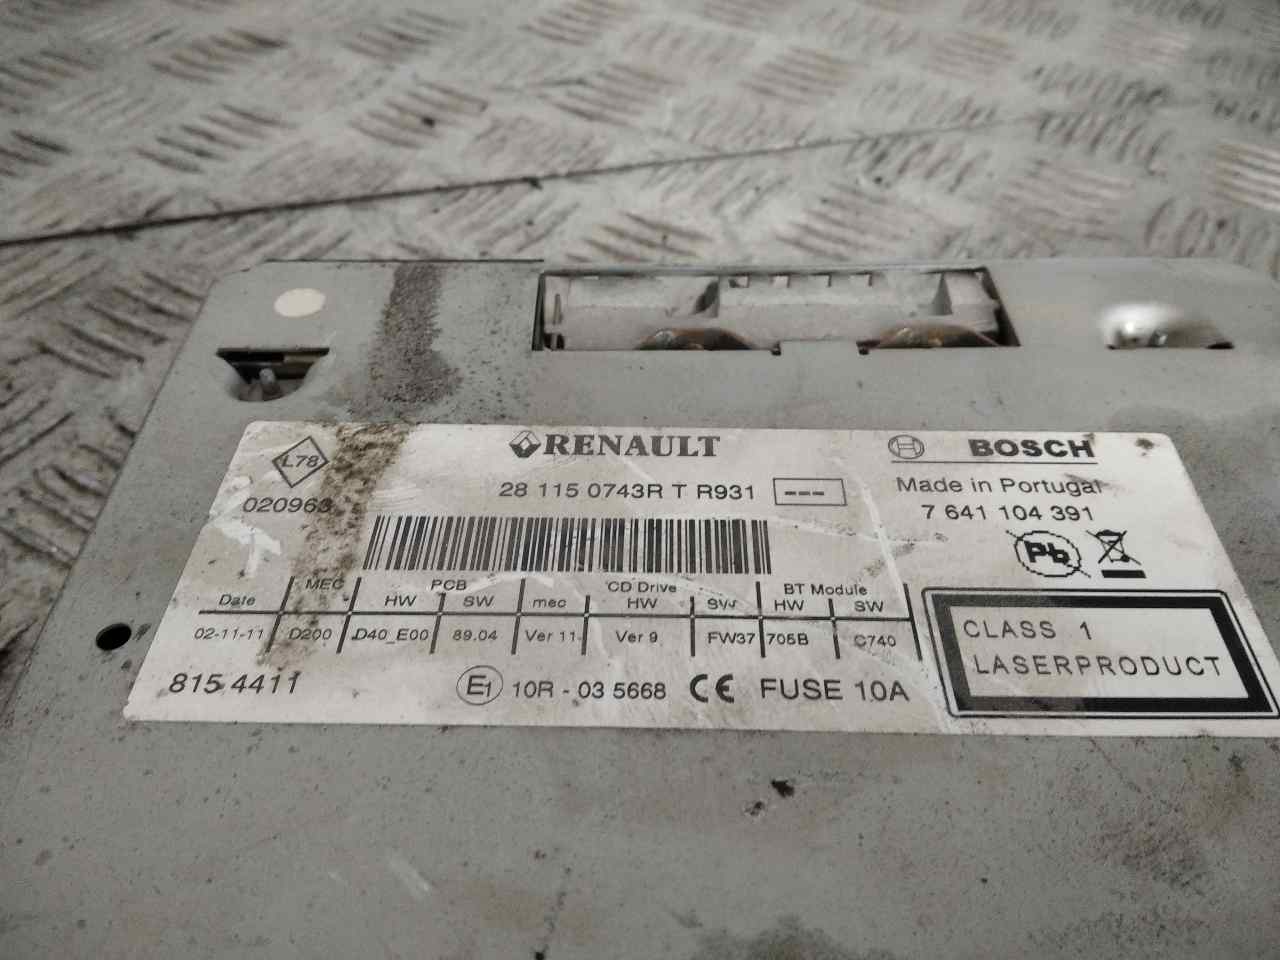 L78
020963
RENAULT
28 115 0743R T R931 ---
BOSCH
Made in Portugal
7 641 104 391
Pb
MEC PCB CD Drive BT Module
Date HW SW mec HW SW HW SW
02-11-11 D200 D40_E00 89.04 Ver 11 Ver 9 FW37 705B C740
815 4411
E1 10R - 03 5668 CE FUSE 10A
CLASS 1
LASERPRODUCT